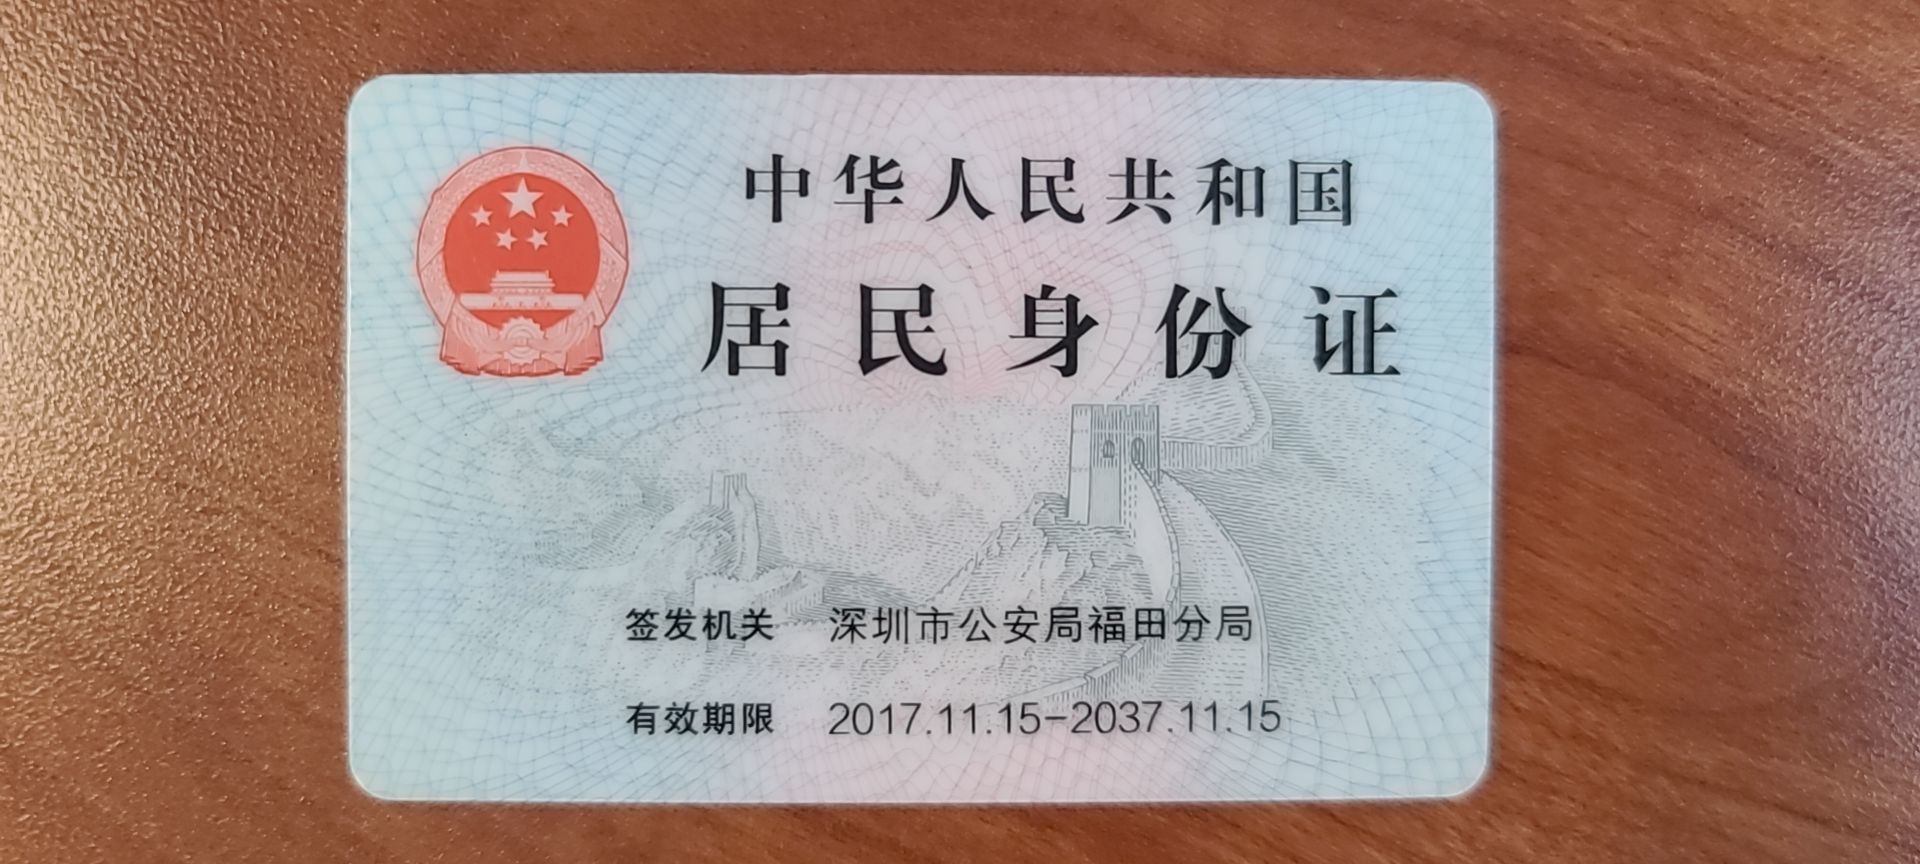 中华人民共和国
居民身份证
签发机关 深圳市公安局福田分局
有效期限 2017.11.15-2037.11.15